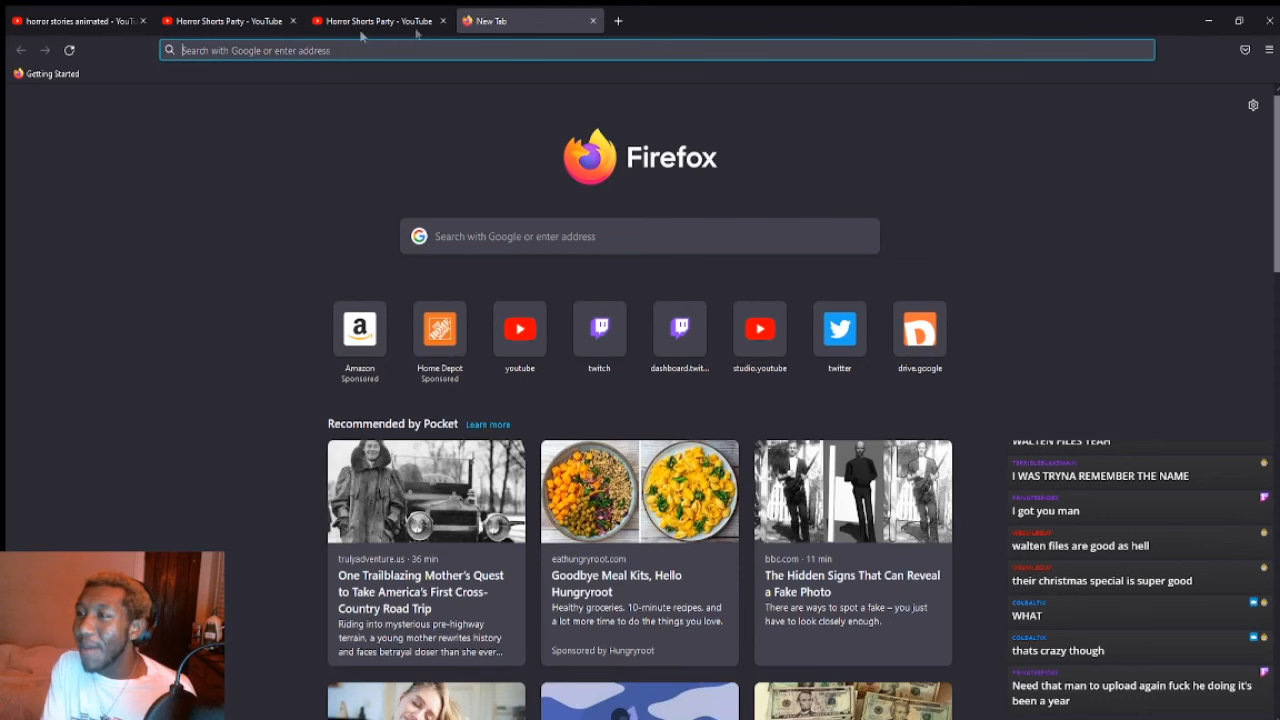 horror stories animated - YouT
Horror Shorts Party - YouTube
Horror Shorts Party - YouTube
New Tab
Search with Google or enter address
Getting Started
Firefox
Search with Google or enter address
Amazon
Sponsored
Home Depot
Sponsored
youtube
twitch
dashboard.twit...
studio.youtube
twitter
drive.google
Recommended by Pocket
Learn more
trulyadventure.us · 36 min
One Trailblazing Mother's Quest
to Take America's First Cross-
Country Road Trip
Riding into mysterious pre-highway
terrain, a young mother rewrites history
and faces betrayal closer than she ever...
eathungryroot.com
Goodbye Meal Kits, Hello
Hungryroot
Healthy groceries, 10-minute recipes, and
a lot more time to do the things you love.
Sponsored by Hungryroot
bbc.com · 11 min
The Hidden Signs That Can Reveal
a Fake Photo
There are ways to spot a fake – you just
have to look closely enough.
WALTEN FILES YEAH
I WAS TRYNA REMEMBER THE NAME
I got you man
walten files are good as hell
their christmas special is super good
COLBALTIX
WHAT
COLBALTIX
thats crazy though
Need that man to upload again fuck he doing it's
been a year